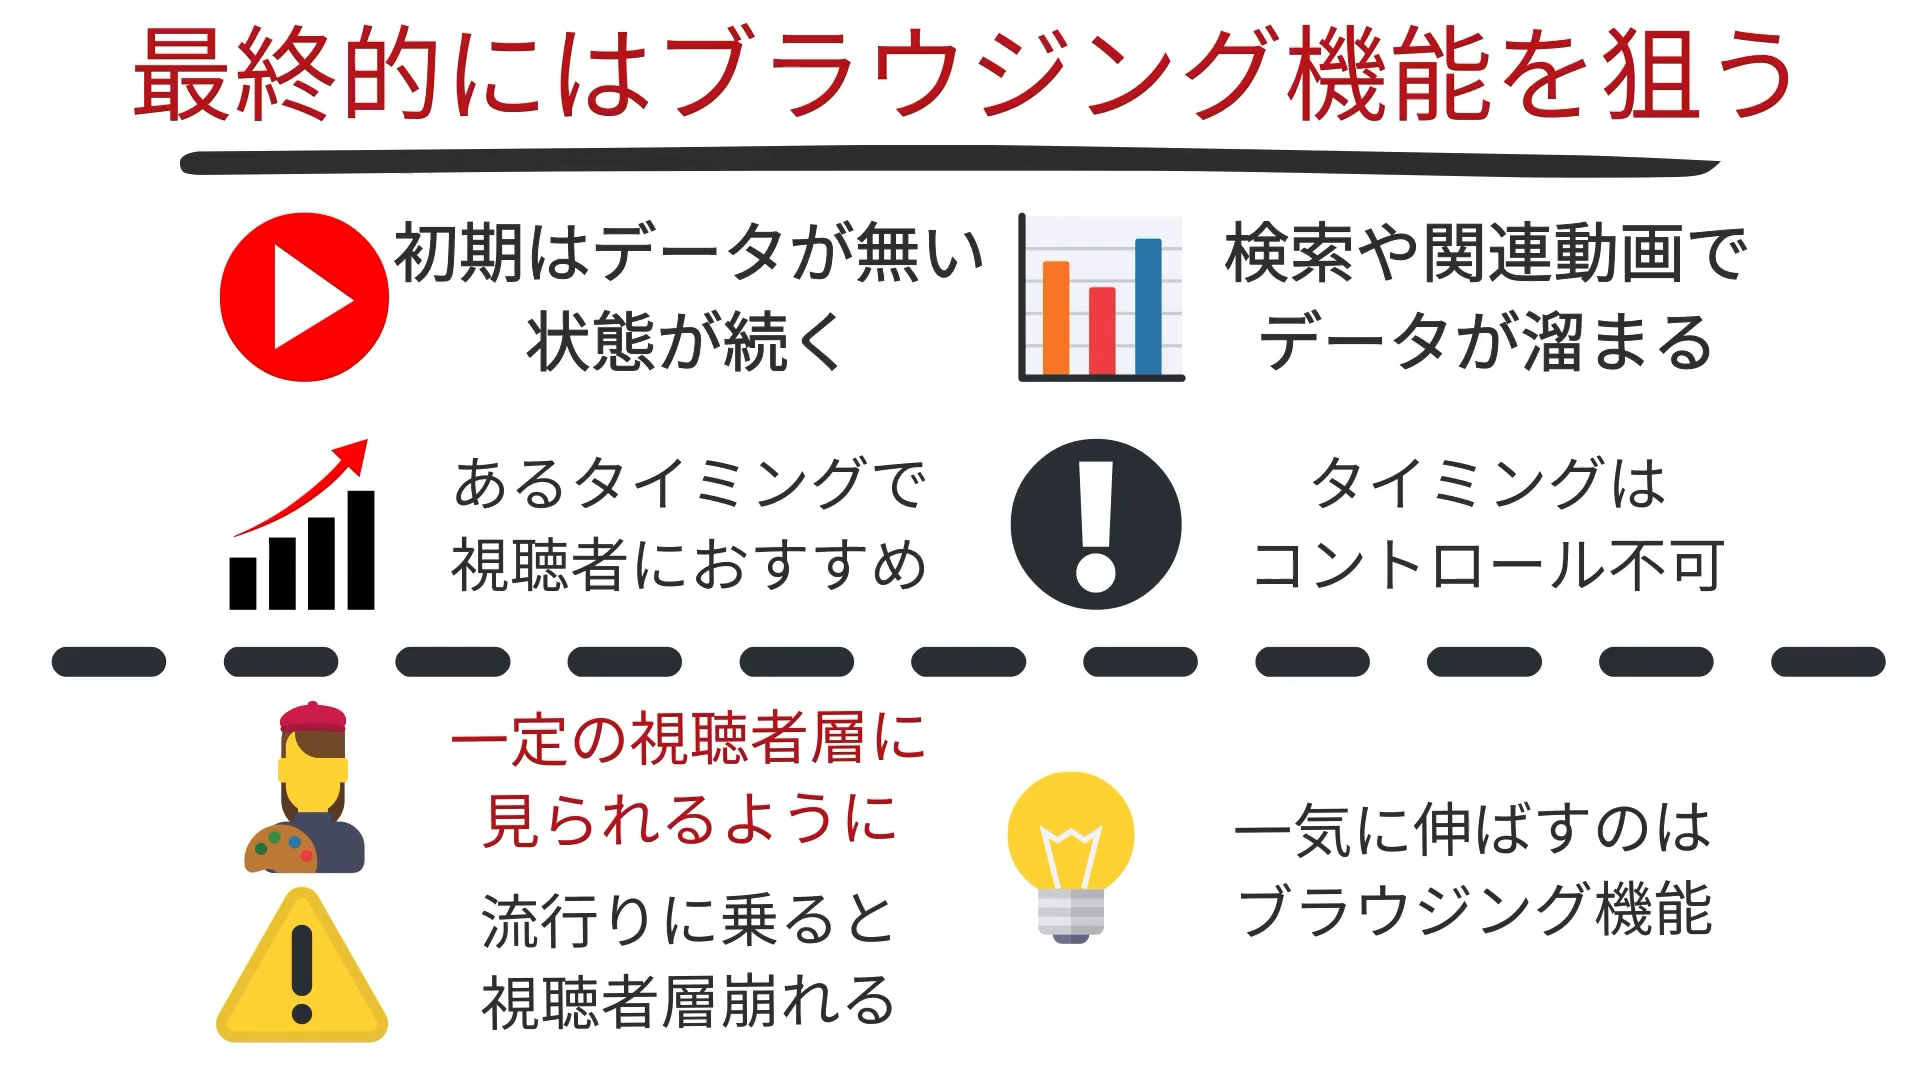 最終的にはブラウジング機能を狙う
初期はデータが無い
状態が続く
検索や関連動画で
データが溜まる
あるタイミングで
視聴者におすすめ
タイミングは
コントロール不可
一定の視聴者層に
見られるように
流行りに乗ると
視聴者層崩れる
一気に伸ばすのは
ブラウジング機能